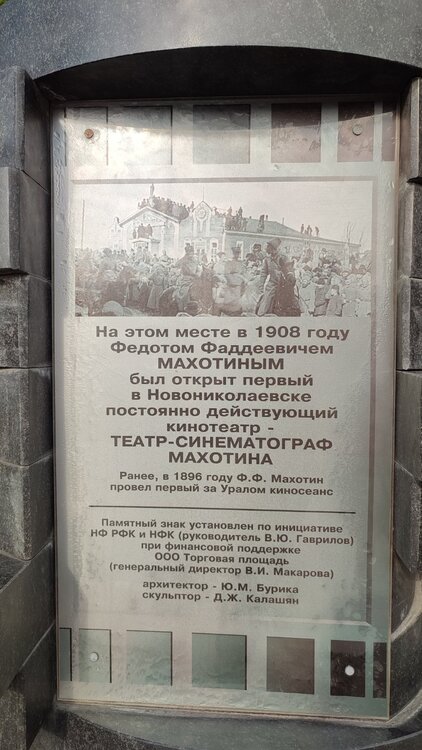 На этом месте в 1908 году
Федотом Фаддеевичем
МАХОТИНЫМ
был открыт первый
в Новониколаевске
постоянно действующий
кинотеатр -
ТЕАТР-СИНЕМАТОГРАФ
МАХОТИНА
Ранее, в 1896 году Ф.Ф. Махотин
провел первый за Уралом киносеанс
Памятный знак установлен по инициативе
НФ РФК и НФК (руководитель В.Ю. Гаврилов)
при финансовой поддержке
ООО Торговая площадь
(генеральный директор В.И. Макарова)
архитектор - Ю.М. Бурика
скульптор - Д.Ж. Калашян